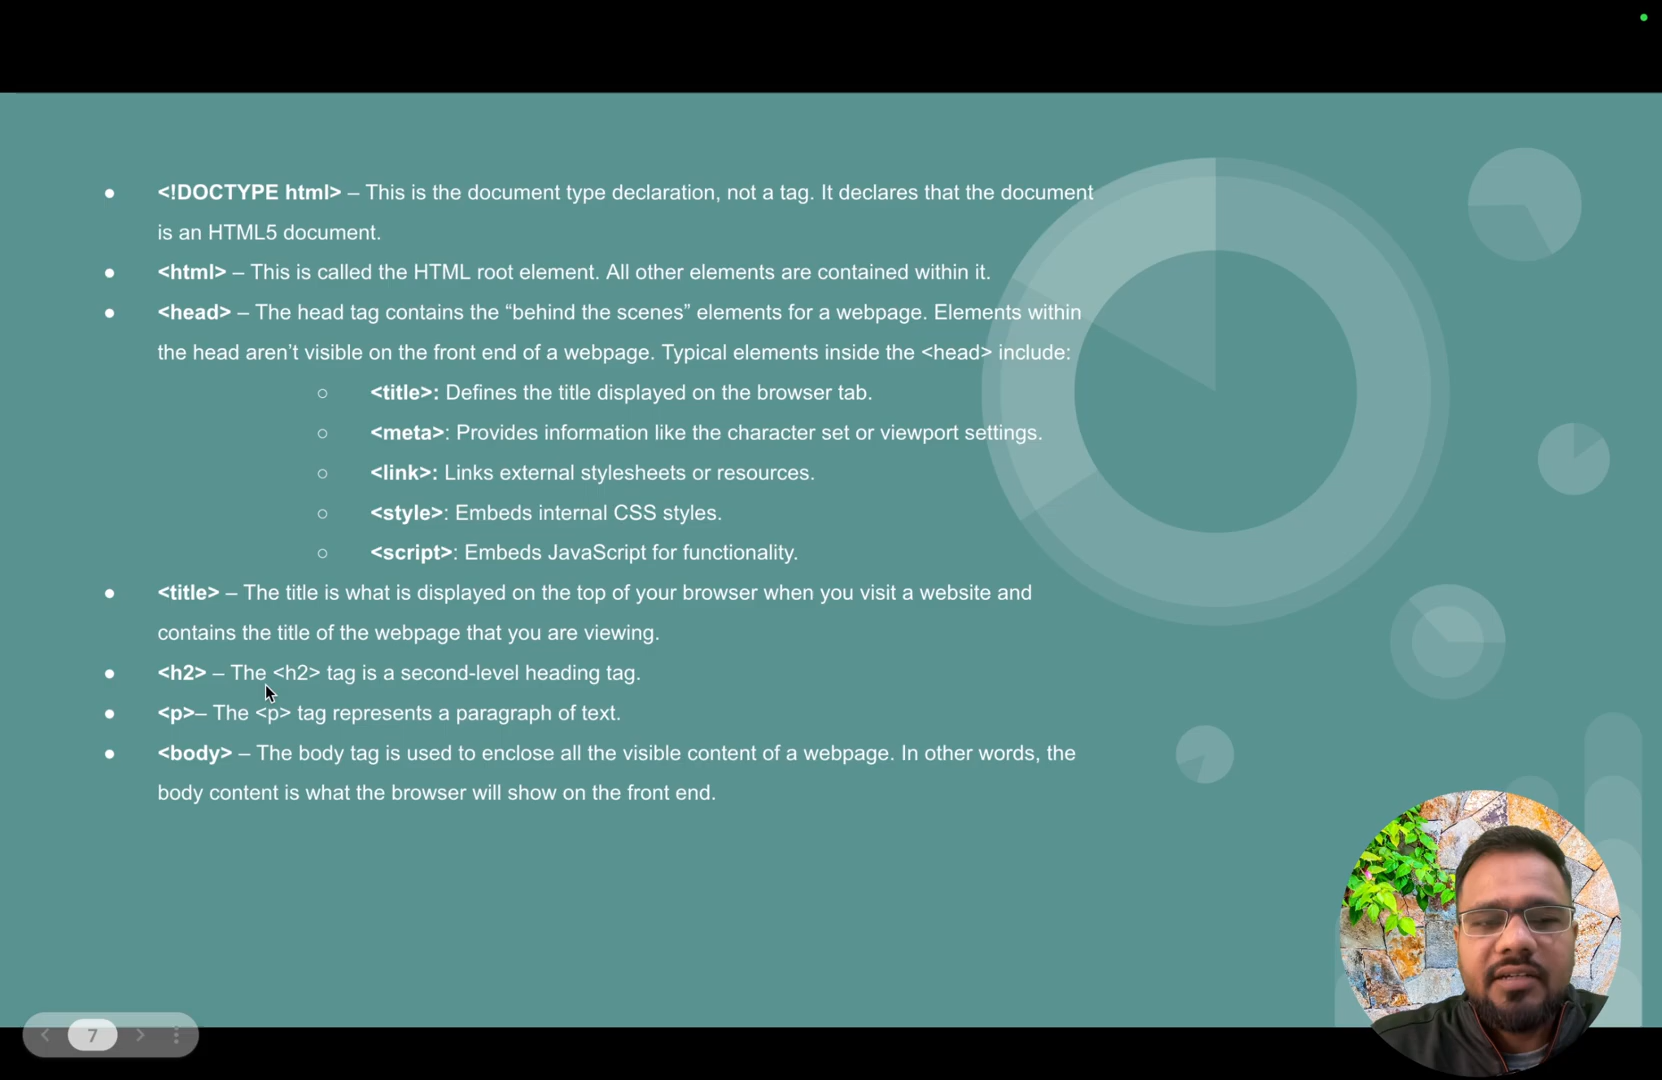 ● <!DOCTYPE html> – This is the document type declaration, not a tag. It declares that the document
is an HTML5 document.
● <html> – This is called the HTML root element. All other elements are contained within it.
● <head> – The head tag contains the “behind the scenes” elements for a webpage. Elements within
the head aren’t visible on the front end of a webpage. Typical elements inside the <head> include:
○ <title>: Defines the title displayed on the browser tab.
○ <meta>: Provides information like the character set or viewport settings.
○ <link>: Links external stylesheets or resources.
○ <style>: Embeds internal CSS styles.
○ <script>: Embeds JavaScript for functionality.
● <title> – The title is what is displayed on the top of your browser when you visit a website and
contains the title of the webpage that you are viewing.
● <h2> – The <h2> tag is a second-level heading tag.
● <p>– The <p> tag represents a paragraph of text.
● <body> – The body tag is used to enclose all the visible content of a webpage. In other words, the
body content is what the browser will show on the front end.
7